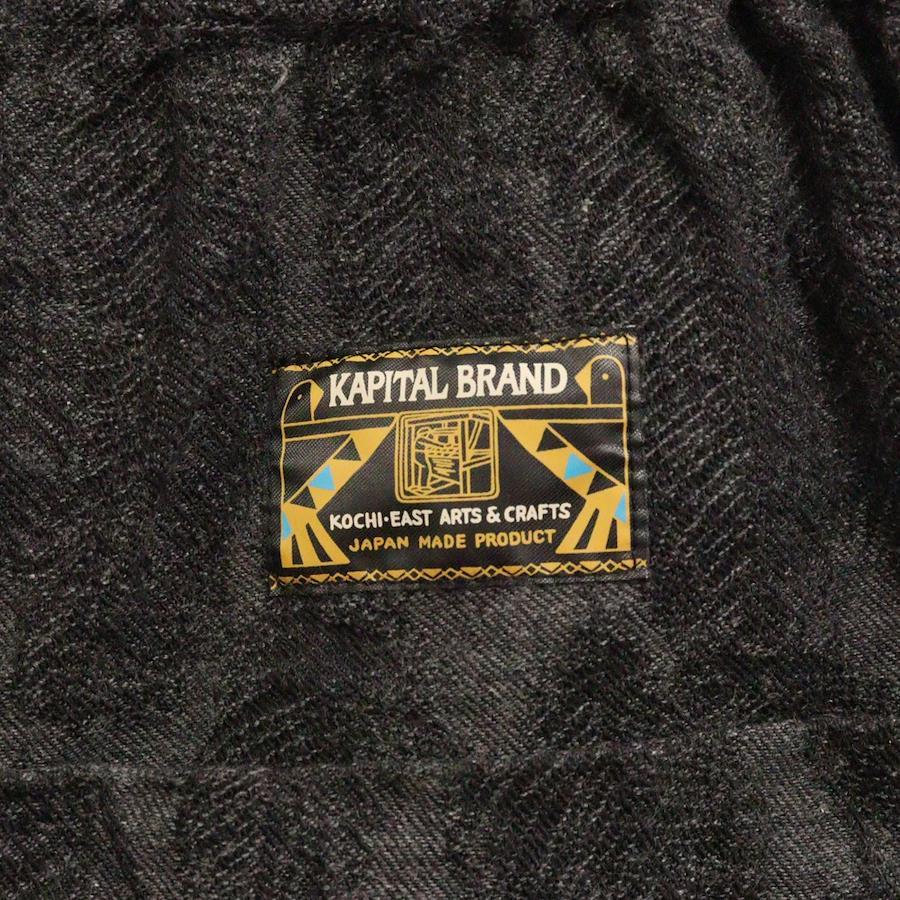 KAPITAL BRAND
KOCHI·EAST ARTS & CRAFTS
JAPAN MADE PRODUCT